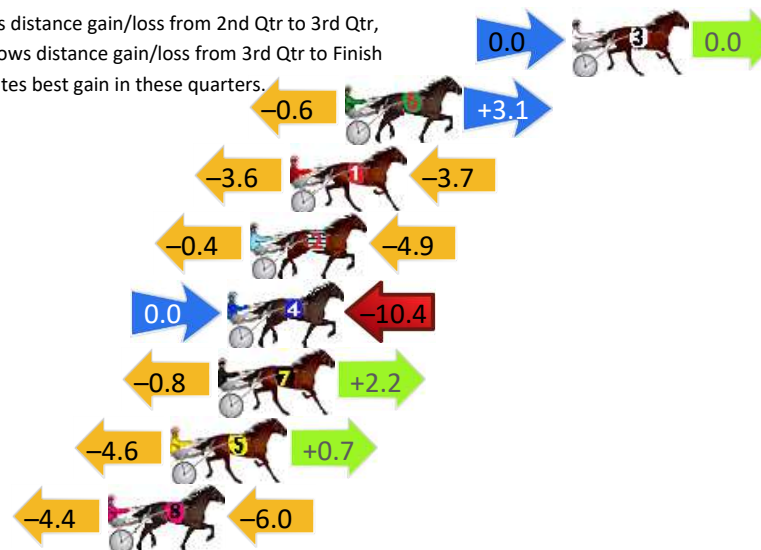 s distance gain/loss from 2nd Qtr to 3rd Qtr,
ows distance gain/loss from 3rd Qtr to Finish
tes best gain in these quarters.
0.0 3 0.0
−0.6 6 +3.1
−3.6 1 −3.7
−0.4 2 −4.9
0.0 4 −10.4
−0.8 7 +2.2
−4.6 5 +0.7
−4.4 8 −6.0